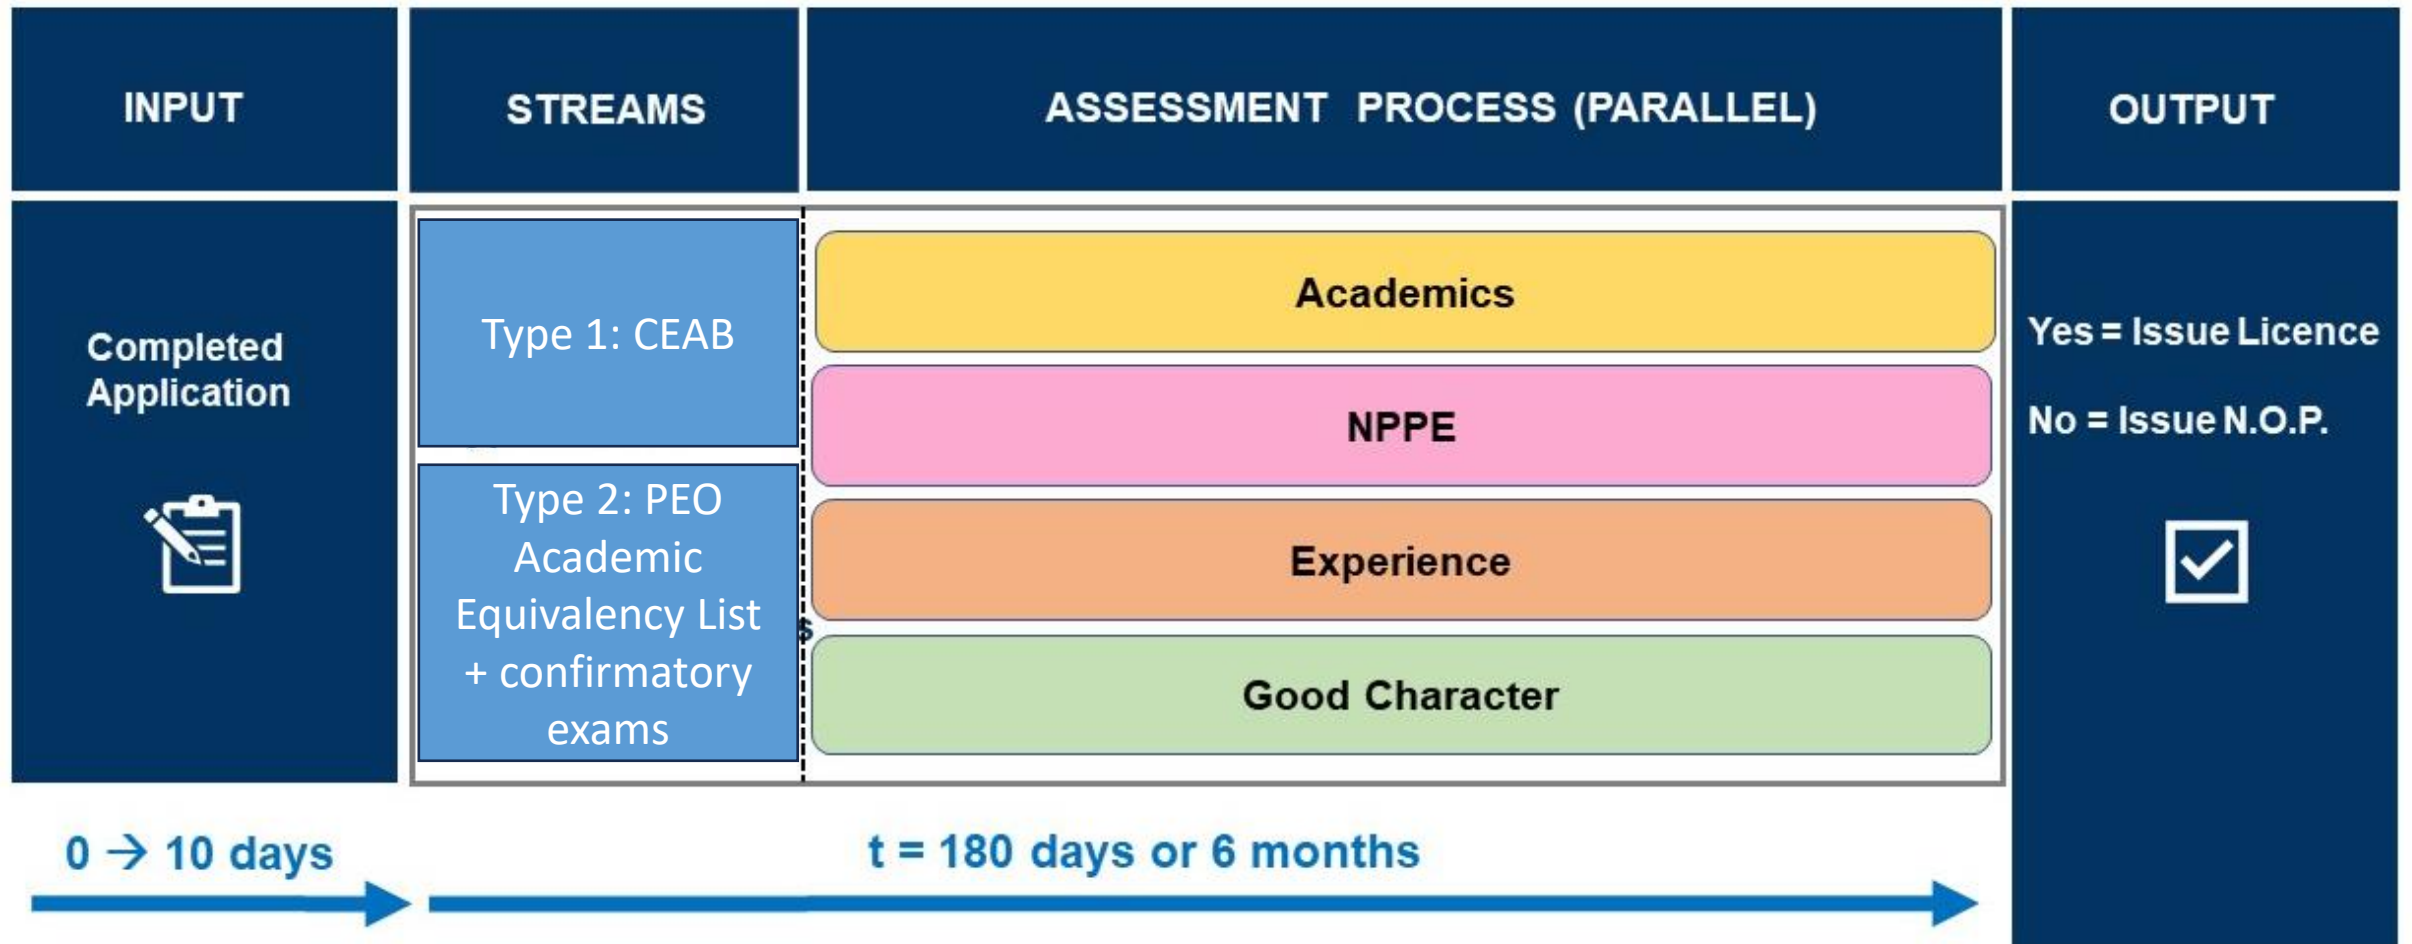 INPUT
STREAMS
ASSESSMENT PROCESS (PARALLEL)
OUTPUT
Completed
Application
Type 1: CEAB
Type 2: PEO
Academic
Equivalency List
+ confirmatory
exams
s
Academics
NPPE
Experience
Good Character
Yes = Issue Licence
No = Issue N.O.P.
0 → 10 days
t = 180 days or 6 months